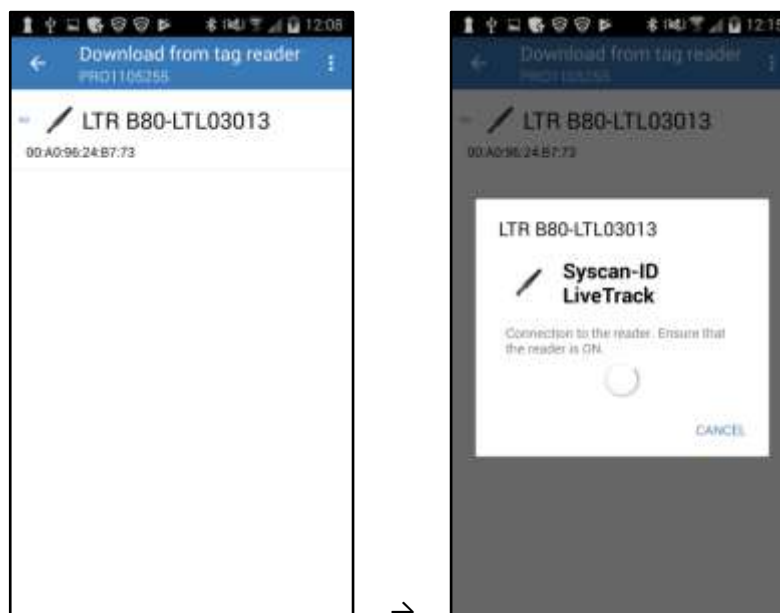 12:08
Download from tag reader
PRO1105255
LTR B80-LTL03013
00:A0:96:24:B7:73
→
12:15
Download from tag reader
PRO1105255
LTR B80-LTL03013
00:A0:96:24:B7:73
LTR B80-LTL03013
Syscan-ID
LiveTrack
Connection to the reader. Ensure that
the reader is ON.
CANCEL